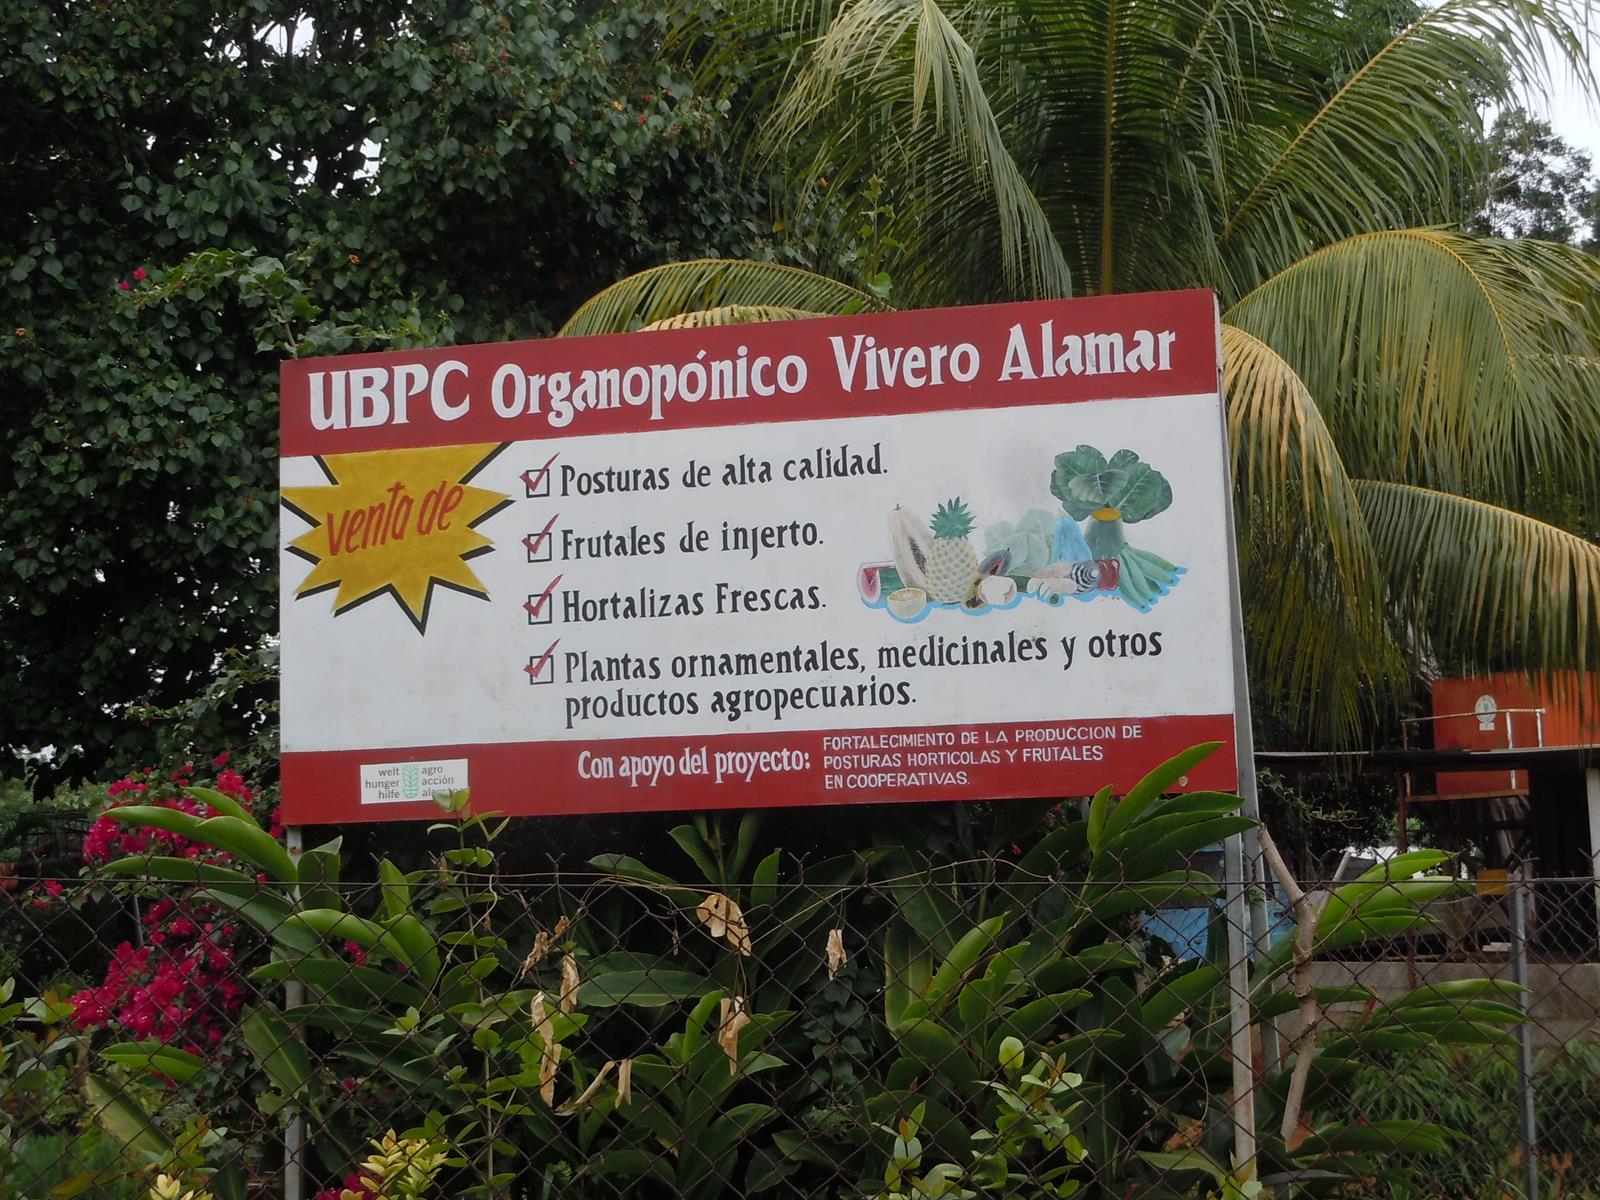 UBPC Organopónico Vivero Alamar
venta de
Posturas de alta calidad.
Frutales de injerto.
Hortalizas Frescas.
Plantas ornamentales, medicinales y otros
productos agropecuarios.
welt
hunger
hilfe
agro
acción
Con apoyo del proyecto:
FORTALECIMIENTO DE LA PRODUCCION DE
POSTURAS HORTICOLAS Y FRUTALES
EN COOPERATIVAS.